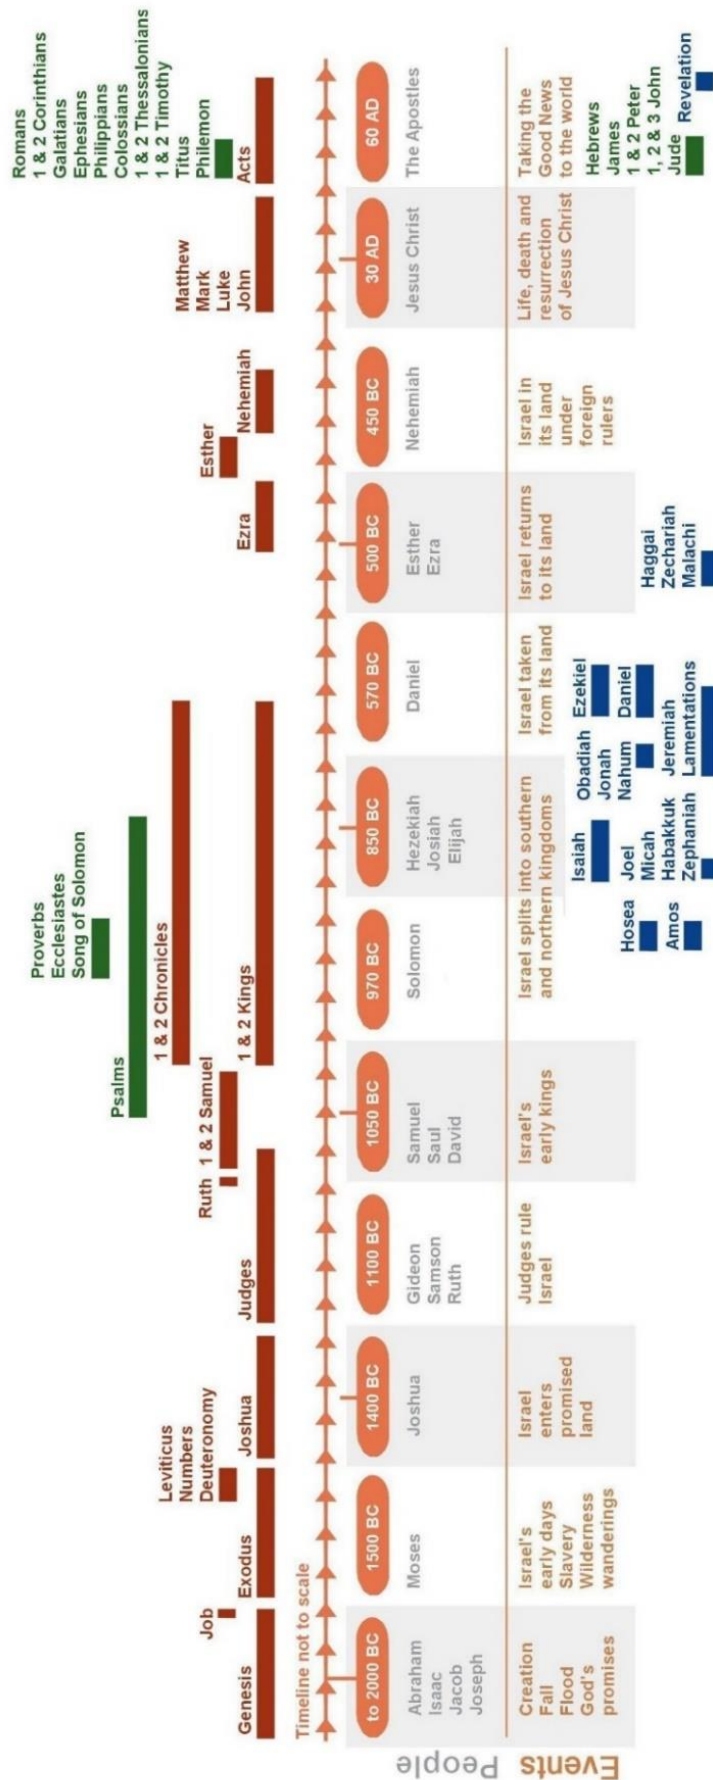 Proverbs
Ecclesiastes
Song of Solomon
Psalms
1 & 2 Chronicles
Leviticus
Numbers
Deuteronomy
Job
Ruth
1 & 2 Samuel
Genesis
Exodus
Joshua
Judges
1 & 2 Kings
Ezra
Esther
Nehemiah
Matthew
Mark
Luke
John
Romans
1 & 2 Corinthians
Galatians
Ephesians
Philippians
Colossians
1 & 2 Thessalonians
1 & 2 Timothy
Titus
Philemon
Acts
Timeline not to scale
to 2000 BC
1500 BC
1400 BC
1100 BC
1050 BC
970 BC
850 BC
570 BC
500 BC
450 BC
30 AD
60 AD
People
Abraham
Isaac
Jacob
Joseph
Moses
Joshua
Gideon
Samson
Ruth
Samuel
Saul
David
Solomon
Hezekiah
Josiah
Elijah
Daniel
Esther
Ezra
Nehemiah
Jesus Christ
The Apostles
Events
Creation
Fall
Flood
God's
promises
Israel's
early days
Slavery
Wilderness
wanderings
Israel
enters
promised
land
Judges rule
Israel
Israel's
early kings
Israel splits into southern
and northern kingdoms
Israel taken
from its land
Israel returns
to its land
Israel in
its land
under
foreign
rulers
Life, death and
resurrection
of Jesus Christ
Taking the
Good News
to the world
Hosea
Amos
Isaiah
Joel
Micah
Habakkuk
Zephaniah
Obadiah
Jonah
Nahum
Jeremiah
Lamentations
Ezekiel
Daniel
Haggai
Zechariah
Malachi
Hebrews
James
1 & 2 Peter
1, 2 & 3 John
Jude
Revelation